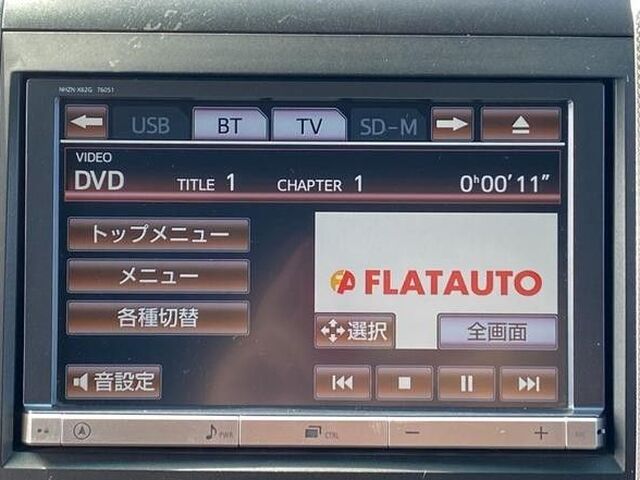 NHZN-X62G 76051
USB BT TV SD-M
VIDEO
DVD TITLE 1 CHAPTER 1 0h00'11"
トップメニュー
メニュー
FLATAUTO
各種切替
選択 全画面
音設定
PWR CTRL